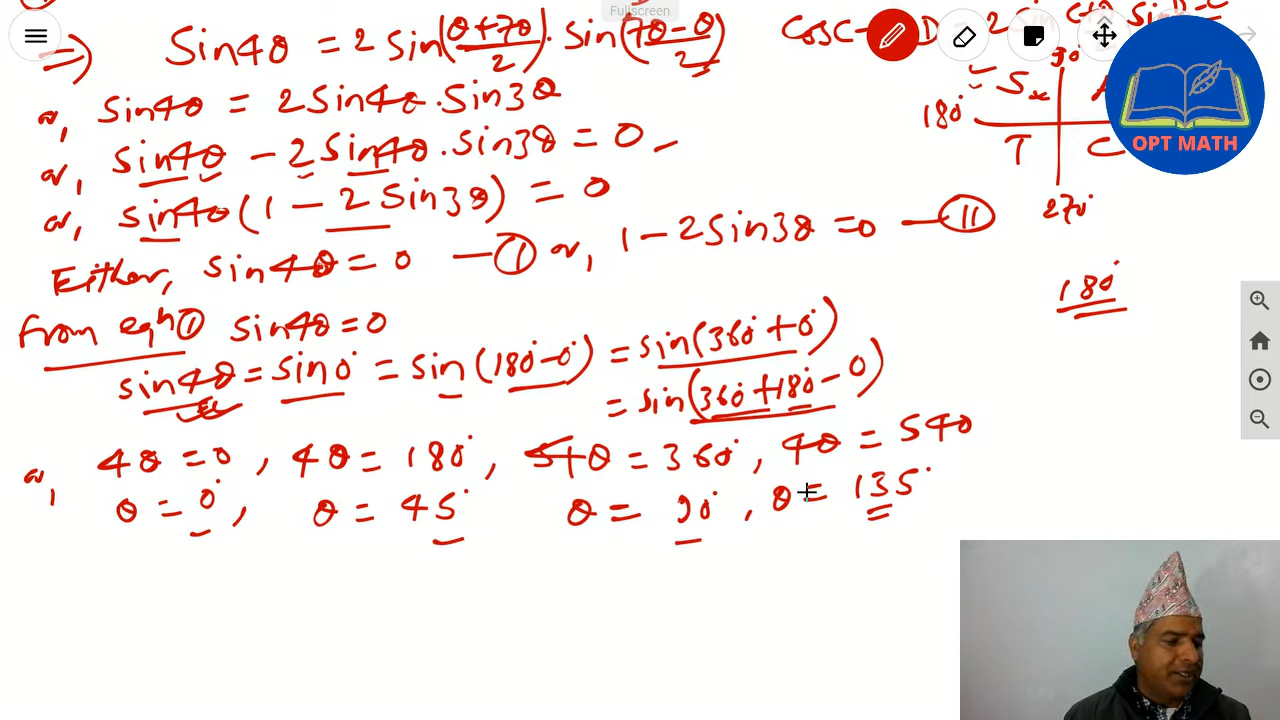 Fullscreen
=) Sin4θ = 2 Sin(θ+7θ/2). Sin(7θ-θ/2) CosC-
or, Sin4θ = 2Sin4θ.Sin3θ
or, Sin4θ - 2Sin4θ.Sin3θ = 0
or, Sin4θ(1 - 2 Sin3θ) = 0
Either, Sin4θ = 0 — I or, 1-2Sin3θ = 0 — II
90°
S
180°
T C
270°
OPT MATH
180°
From eqn I Sin4θ = 0
Sin4θ = Sin0° = Sin(180°-0°) = Sin(360°+0°)
= Sin(360°+180°-0)
or, 4θ = 0, 4θ = 180°, 4θ = 360°, 4θ = 540
θ = 0°, θ = 45°, θ = 90°, θ = 135°